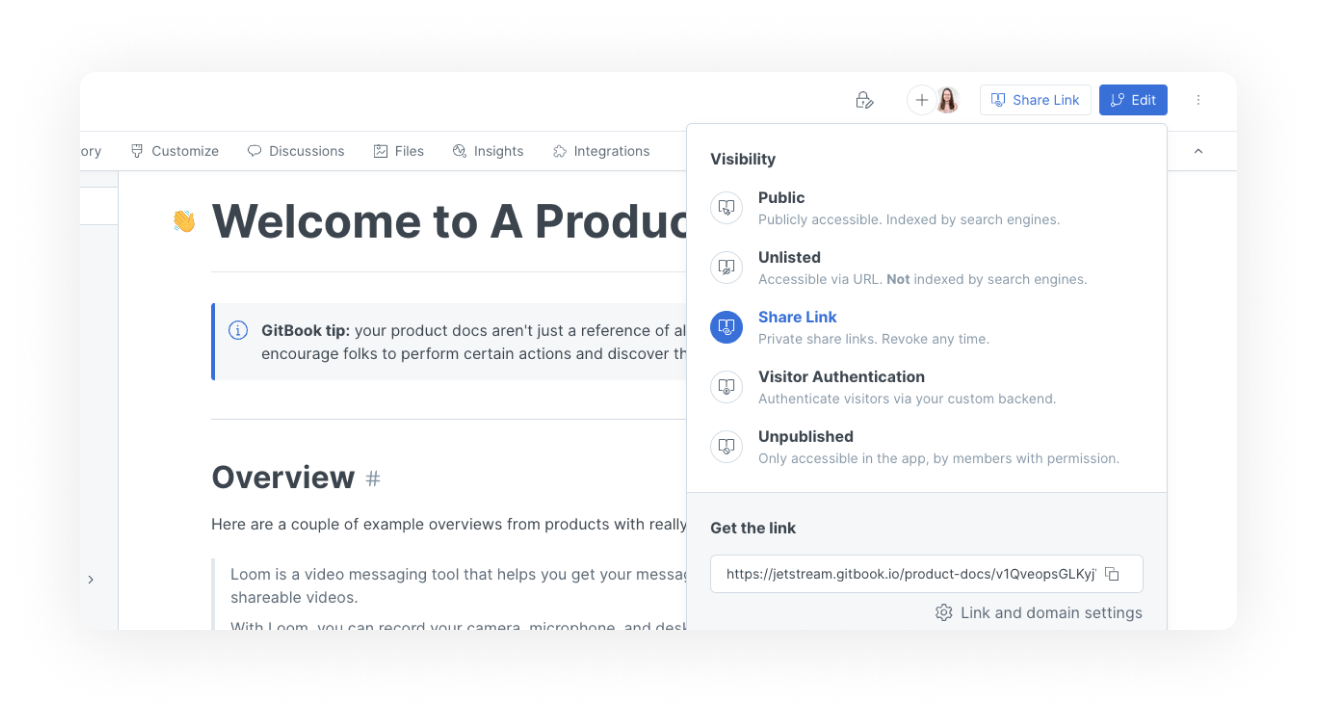 Share Link
Edit
ory
Customize
Discussions
Files
Insights
Integrations
Welcome to A Produc
GitBook tip: your product docs aren't just a reference of al
encourage folks to perform certain actions and discover th
Overview #
Here are a couple of example overviews from products with really
Loom is a video messaging tool that helps you get your messag
shareable videos.
With Loom, you can record your camera, microphone, and desk
Visibility
Public
Publicly accessible. Indexed by search engines.
Unlisted
Accessible via URL. Not indexed by search engines.
Share Link
Private share links. Revoke any time.
Visitor Authentication
Authenticate visitors via your custom backend.
Unpublished
Only accessible in the app, by members with permission.
Get the link
https://jetstream.gitbook.io/product-docs/v1QveopsGLKyj
Link and domain settings